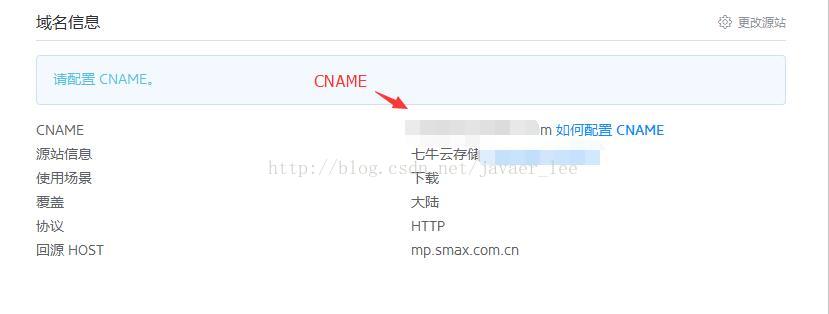 域名信息 更改源站
请配置 CNAME。
CNAME
CNAME m 如何配置 CNAME
源站信息 七牛云存储
http://blog.csdn.net/javaer_lee
使用场景 下载
覆盖 大陆
协议 HTTP
回源 HOST mp.smax.com.cn